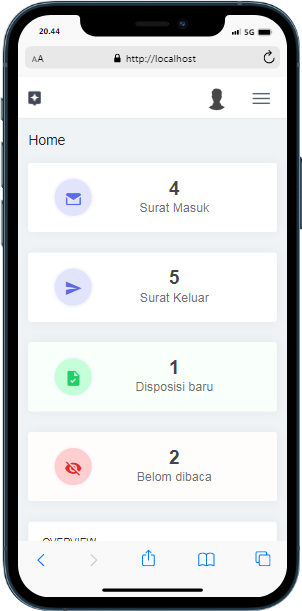 20.44
5G
AA
http://localhost
Home
4
Surat Masuk
5
Surat Keluar
1
Disposisi baru
2
Belom dibaca
OVERVIEW